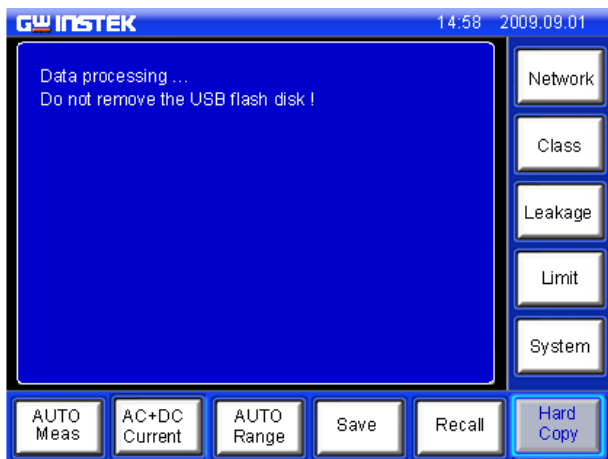 GW INSTEK
14:58 2009.09.01
Data processing ...
Do not remove the USB flash disk !
Network
Class
Leakage
Limit
System
AUTO
Meas
AC+DC
Current
AUTO
Range
Save
Recall
Hard
Copy